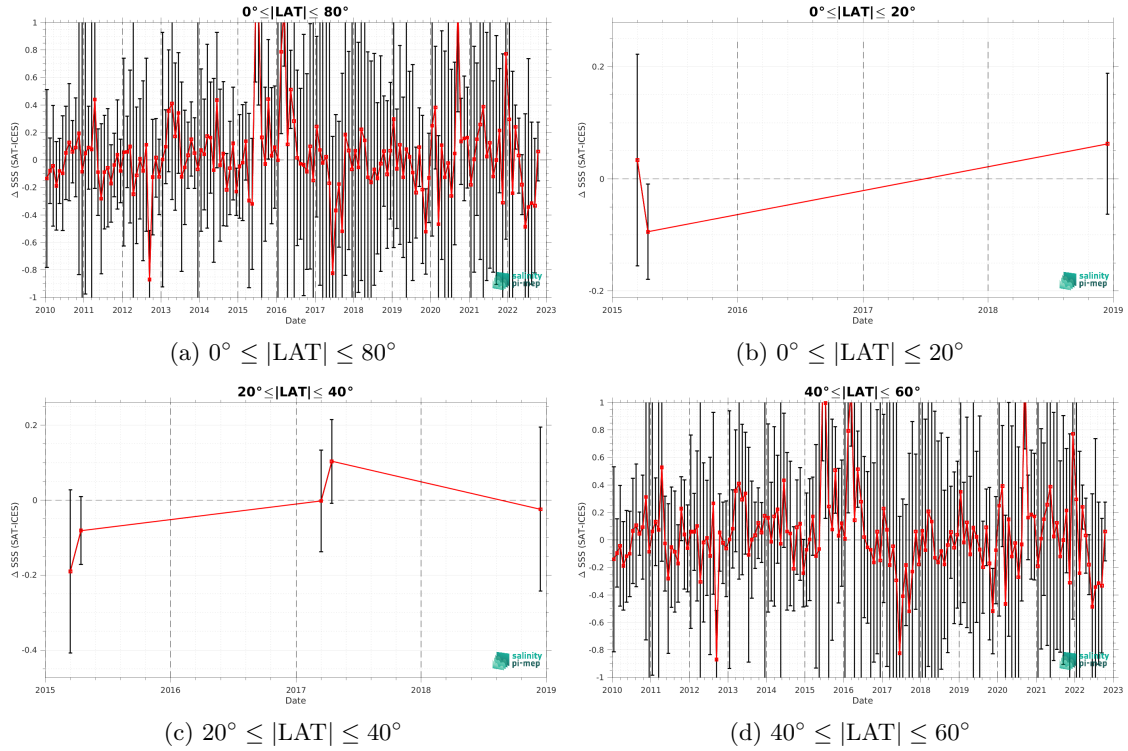 0°≤|LAT|≤ 80°
Δ SSS (SAT-ICES)
1
0.8
0.6
0.4
0.2
0
-0.2
-0.4
-0.6
-0.8
-1
2010 2011 2012 2013 2014 2015 2016 2017 2018 2019 2020 2021 2022 2023
Date
salinity
pi-mep
(a) 0° ≤ |LAT| ≤ 80°
0°≤|LAT|≤ 20°
Δ SSS (SAT-ICES)
0.2
0
-0.2
2015 2016 2017 2018 2019
Date
salinity
pi-mep
(b) 0° ≤ |LAT| ≤ 20°
20°≤|LAT|≤ 40°
Δ SSS (SAT-ICES)
0.2
0
-0.2
-0.4
2015 2016 2017 2018 2019
Date
salinity
pi-mep
(c) 20° ≤ |LAT| ≤ 40°
40°≤|LAT|≤ 60°
Δ SSS (SAT-ICES)
1
0.8
0.6
0.4
0.2
0
-0.2
-0.4
-0.6
-0.8
-1
2010 2011 2012 2013 2014 2015 2016 2017 2018 2019 2020 2021 2022 2023
Date
salinity
pi-mep
(d) 40° ≤ |LAT| ≤ 60°